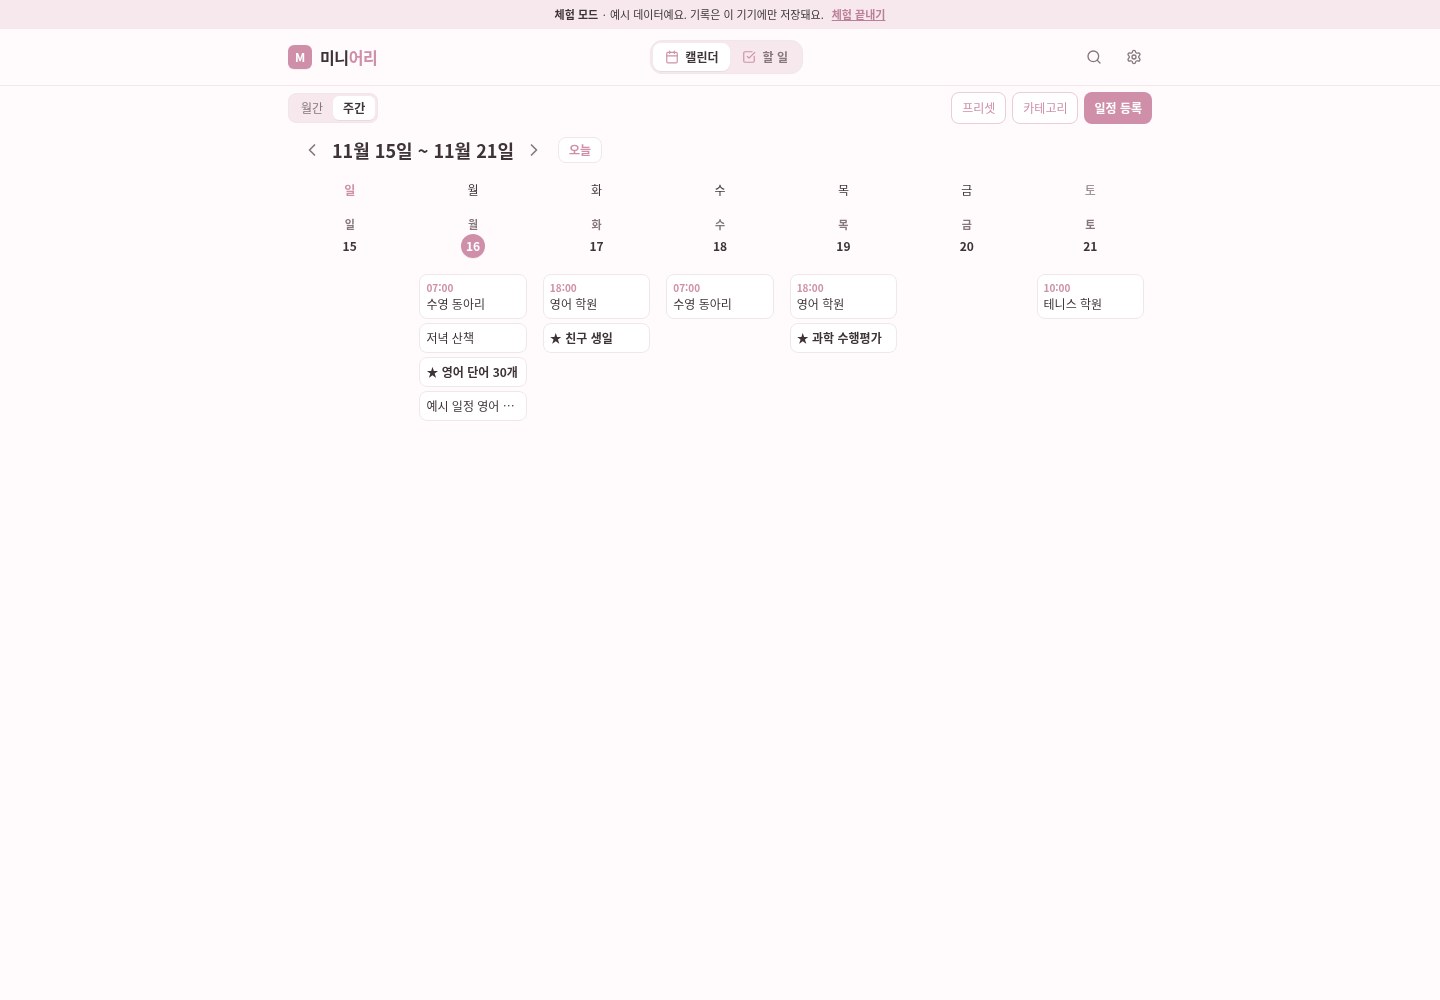 체험 모드 · 예시 데이터예요. 기록은 이 기기에만 저장돼요. 체험 끝내기
M 미니어리
캘린더 할 일
월간 주간
프리셋 카테고리 일정 등록
11월 15일 ~ 11월 21일 오늘
일 월 화 수 목 금 토
일 월 화 수 목 금 토
15 16 17 18 19 20 21
07:00
수영 동아리
저녁 산책
★ 영어 단어 30개
예시 일정 영어 …
18:00
영어 학원
★ 친구 생일
07:00
수영 동아리
18:00
영어 학원
★ 과학 수행평가
10:00
테니스 학원